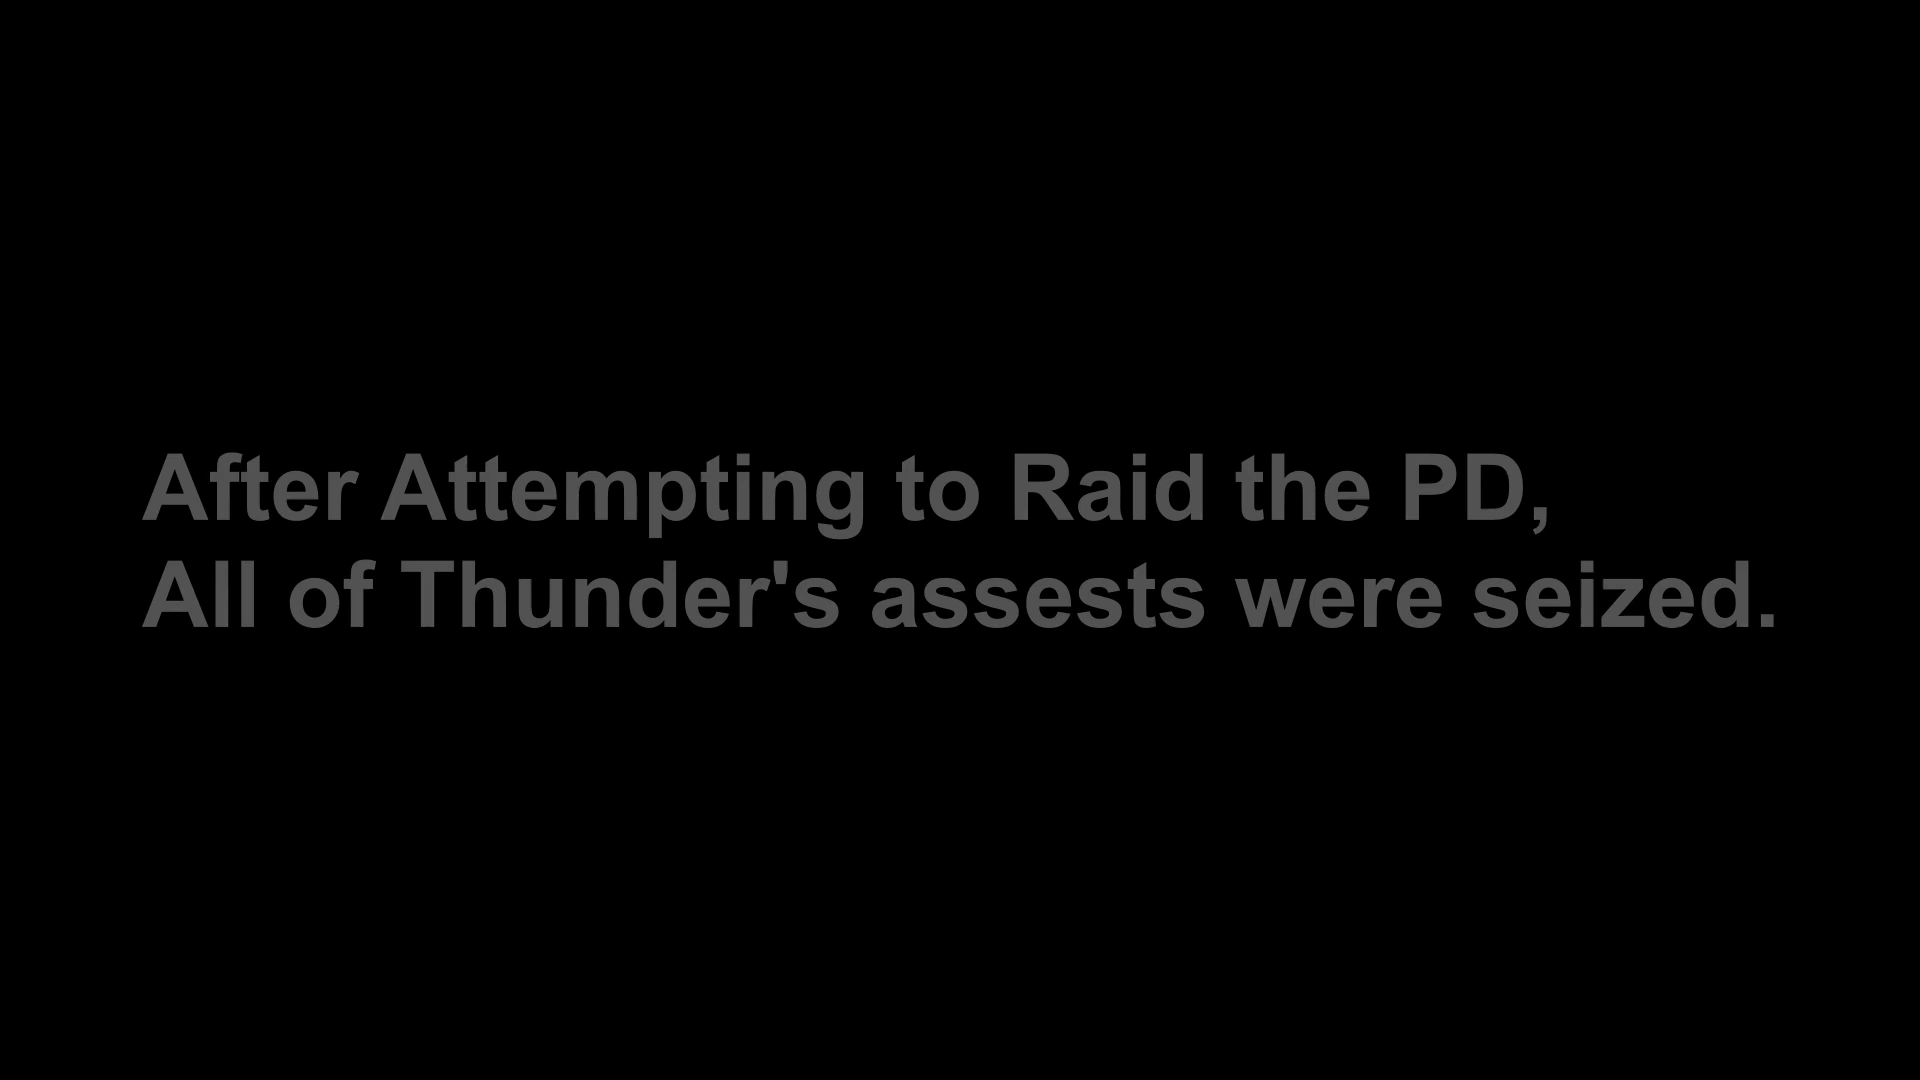 After Attempting to Raid the PD,
All of Thunder's assests were seized.